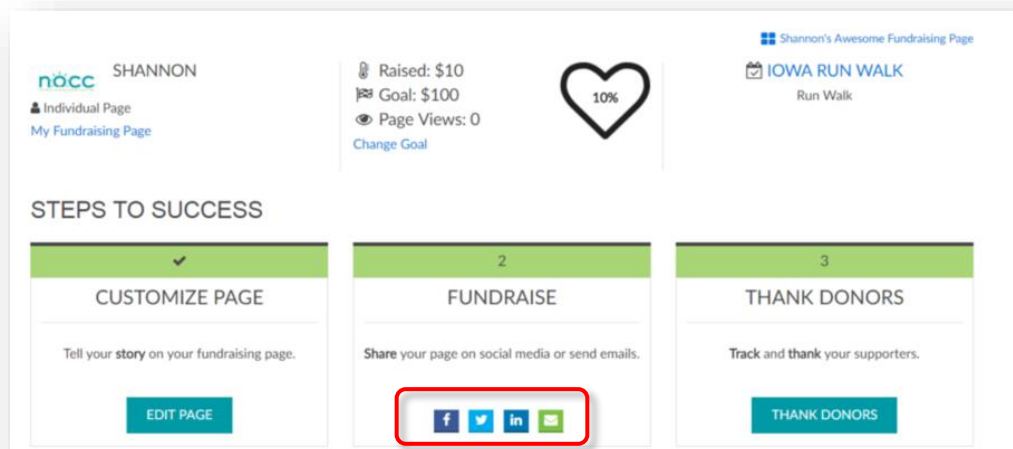 Shannon's Awesome Fundraising Page
nocc
SHANNON
Individual Page
My Fundraising Page
Raised: $10
Goal: $100
Page Views: 0
Change Goal
10%
IOWA RUN WALK
Run Walk
STEPS TO SUCCESS
CUSTOMIZE PAGE
Tell your story on your fundraising page.
EDIT PAGE
2
FUNDRAISE
Share your page on social media or send emails.
f
in
3
THANK DONORS
Track and thank your supporters.
THANK DONORS